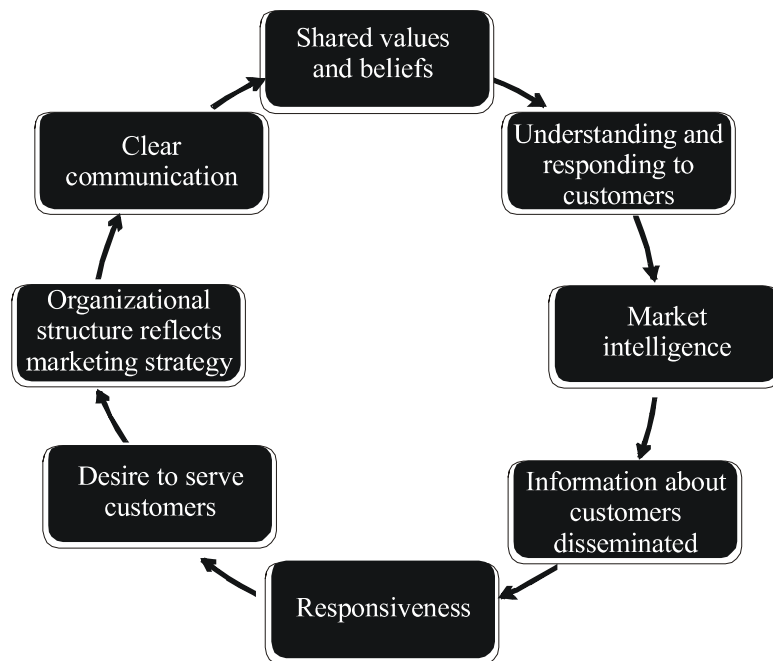 Shared values
and beliefs
Understanding and
responding to
customers
Market
intelligence
Information about
customers
disseminated
Responsiveness
Desire to serve
customers
Organizational
structure reflects
marketing strategy
Clear
communication